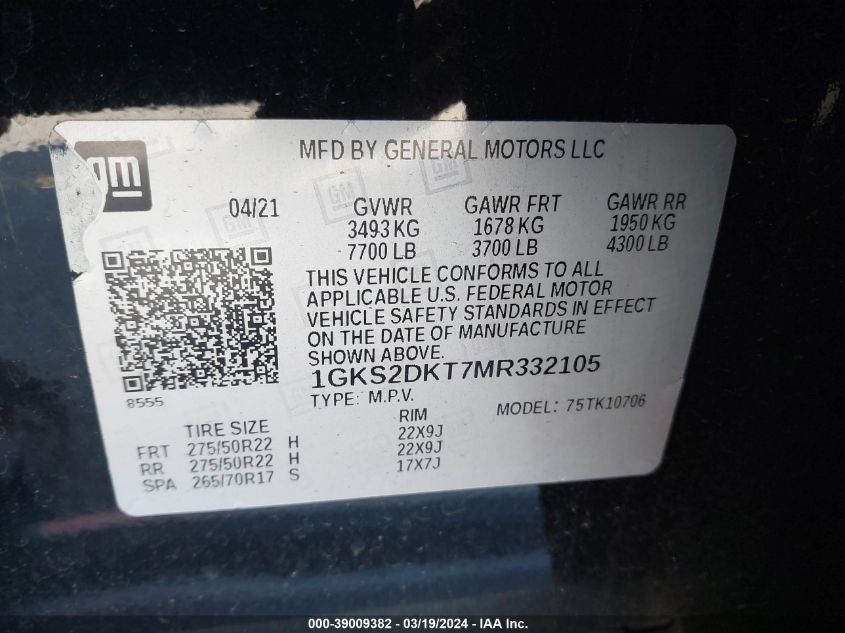 gm
MFD BY GENERAL MOTORS LLC
04/21 GVWR GAWR FRT GAWR RR
3493 KG 1678 KG 1950 KG
7700 LB 3700 LB 4300 LB
THIS VEHICLE CONFORMS TO ALL
APPLICABLE U.S. FEDERAL MOTOR
VEHICLE SAFETY STANDARDS IN EFFECT
ON THE DATE OF MANUFACTURE
SHOWN ABOVE.
1GKS2DKT7MR332105
8555
TYPE: M.P.V. MODEL: 75TK10706
TIRE SIZE RIM
FRT 275/50R22 H 22X9J
RR 275/50R22 H 22X9J
SPA 265/70R17 S 17X7J
000-39009382 - 03/19/2024 - IAA Inc.